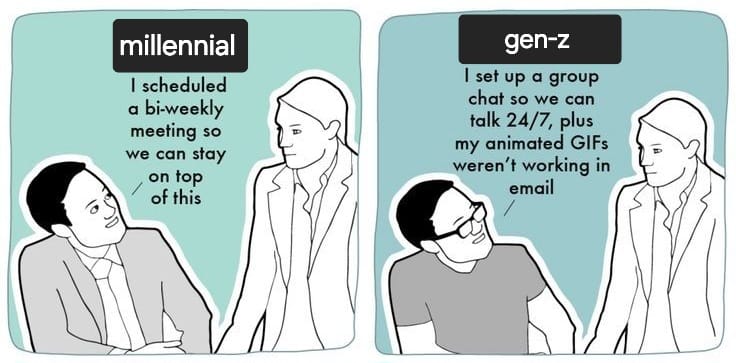 millennial
I scheduled
a bi-weekly
meeting so
we can stay
on top
of this
gen-z
I set up a group
chat so we can
talk 24/7, plus
my animated GIFs
weren't working in
email